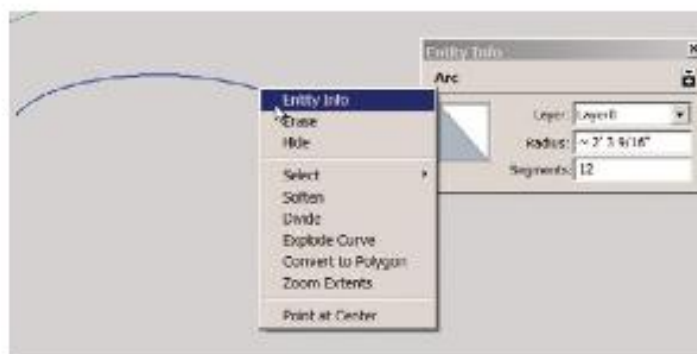 Entity Info
Arc
Layer: Layer0
Radius: ~ 2' 3 9/16"
Segments: 12
Entity Info
Erase
Hide
Select
Soften
Divide
Explode Curve
Convert to Polygon
Zoom Extents
Point at Center